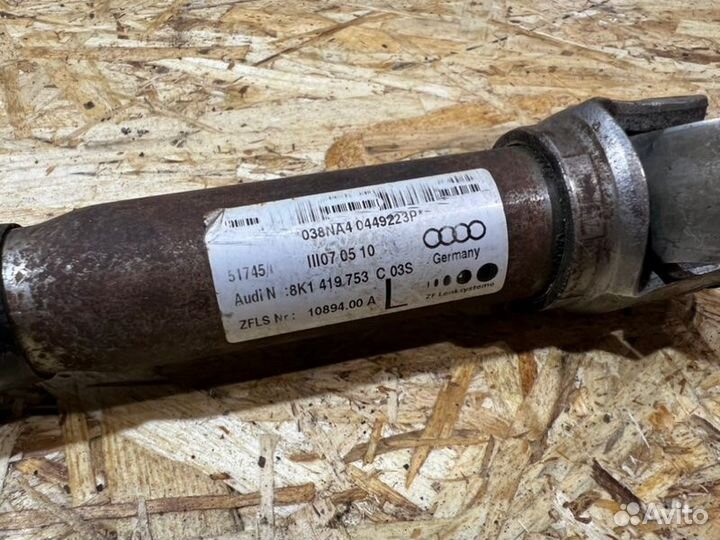 038NA4 0449223P*
51745/
III07 05 10
Germany
Audi N :8K1 419 753 C 03S
ZFLS Nr: 10894.00 A L
ZF Lenksysteme
Avito